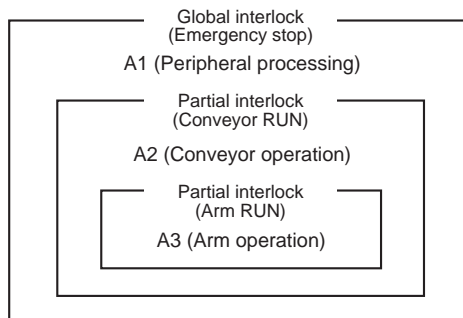 Global interlock
(Emergency stop)
A1 (Peripheral processing)
Partial interlock
(Conveyor RUN)
A2 (Conveyor operation)
Partial interlock
(Arm RUN)
A3 (Arm operation)